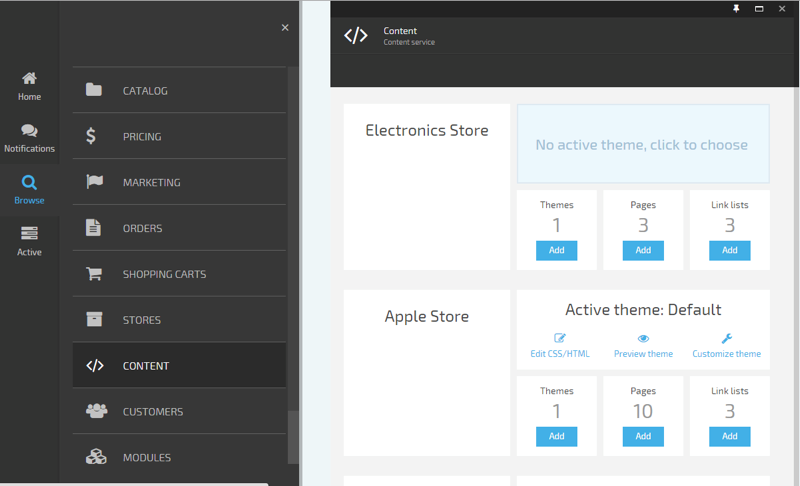 Home
Notifications
Browse
Active
CATALOG
PRICING
MARKETING
ORDERS
SHOPPING CARTS
STORES
CONTENT
CUSTOMERS
MODULES
Content
Content service
Electronics Store
No active theme, click to choose
Themes Pages Link lists
1 3 3
Add Add Add
Apple Store
Active theme: Default
Edit CSS/HTML Preview theme Customize theme
Themes Pages Link lists
1 10 3
Add Add Add